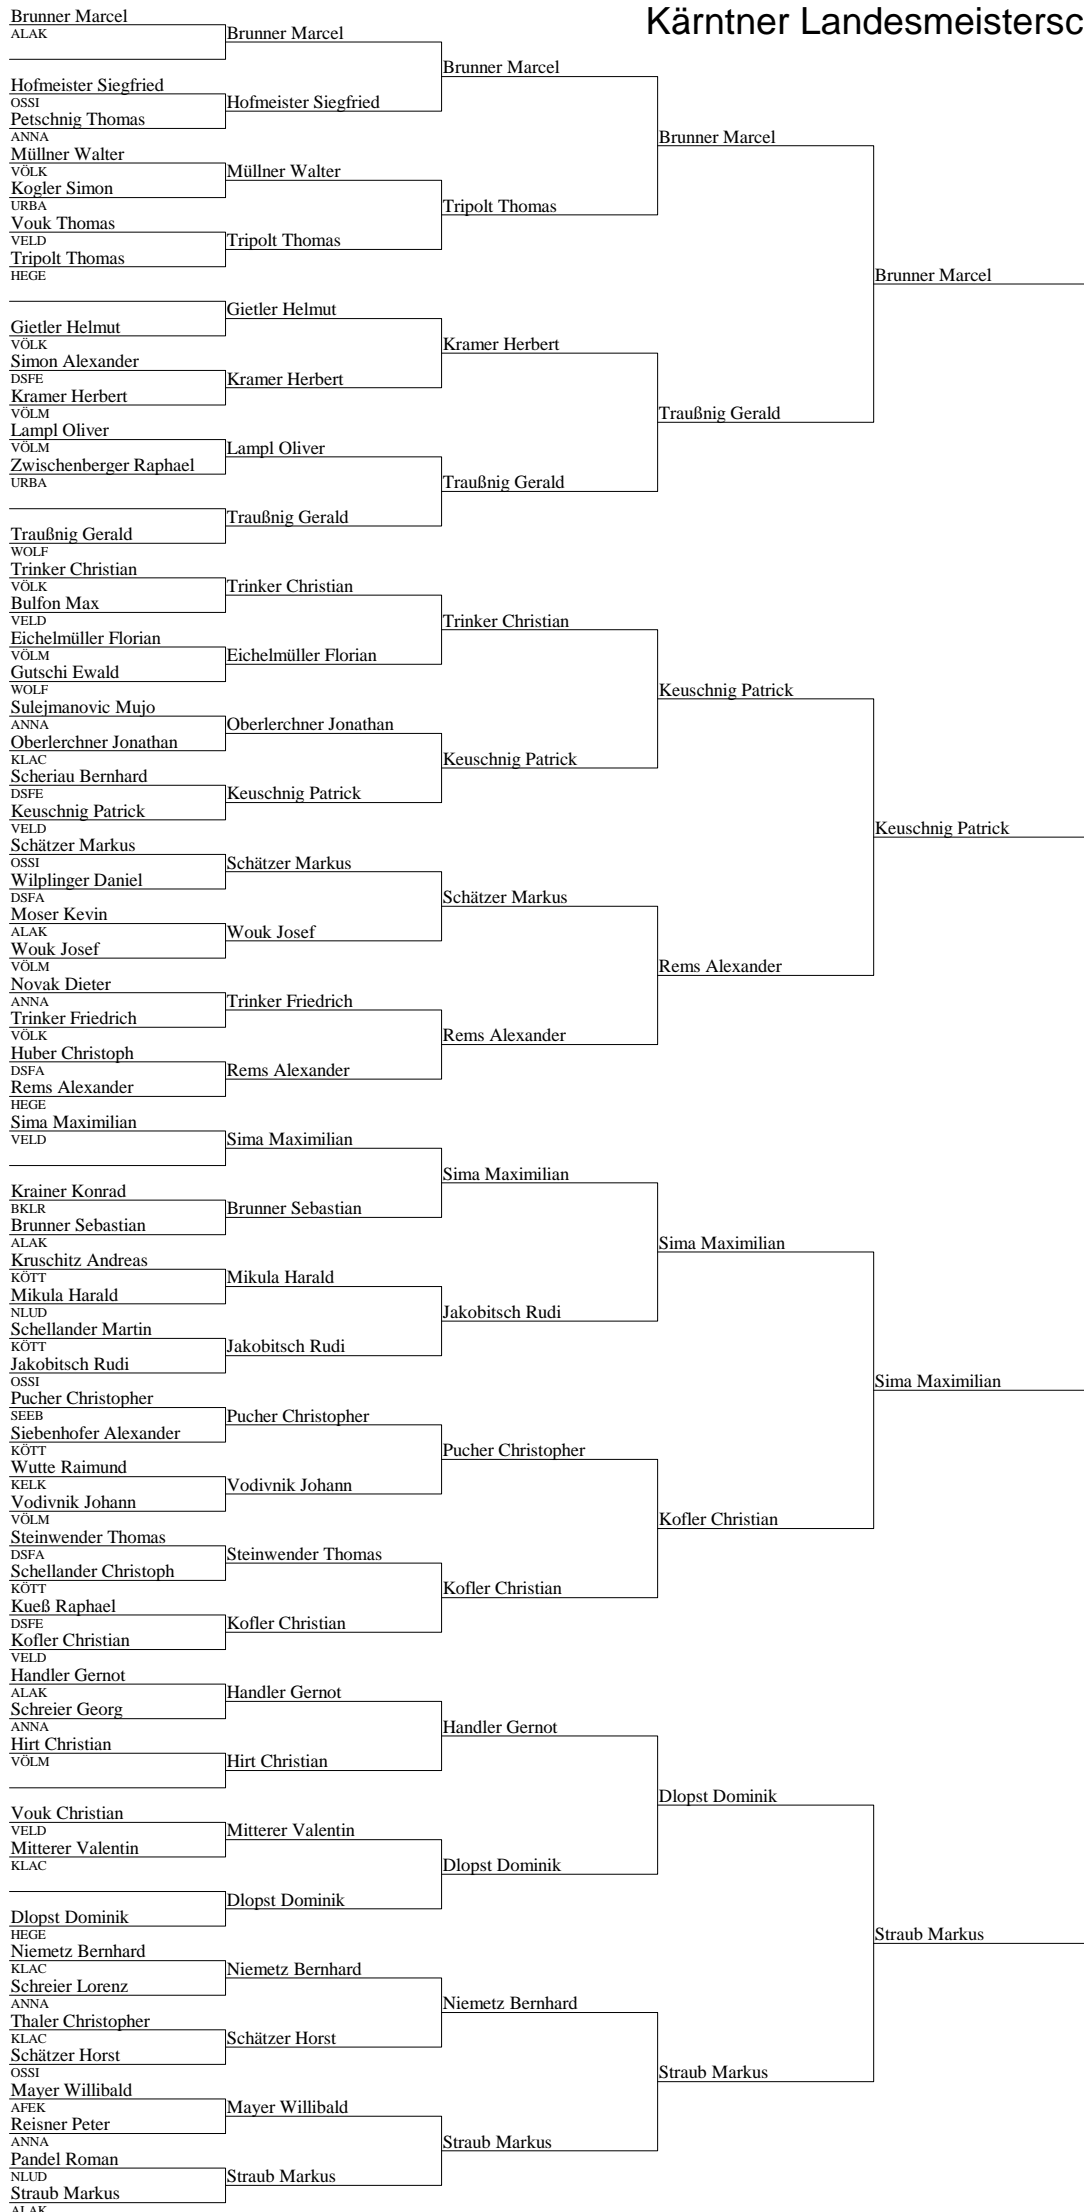 Kärntner Landesmeistersc
Brunner Marcel
ALAK
Hofmeister Siegfried
OSSI
Petschnig Thomas
ANNA
Müllner Walter
VÖLK
Kogler Simon
URBA
Vouk Thomas
VELD
Tripolt Thomas
HEGE
Gietler Helmut
VÖLK
Simon Alexander
DSFE
Kramer Herbert
VÖLM
Lampl Oliver
VÖLM
Zwischenberger Raphael
URBA
Traußnig Gerald
WOLF
Trinker Christian
VÖLK
Bulfon Max
VELD
Eichelmüller Florian
VÖLM
Gutschi Ewald
WOLF
Sulejmanovic Mujo
ANNA
Oberlerchner Jonathan
KLAC
Scheriau Bernhard
DSFE
Keuschnig Patrick
VELD
Schätzer Markus
OSSI
Wilplinger Daniel
DSFA
Moser Kevin
ALAK
Wouk Josef
VÖLM
Novak Dieter
ANNA
Trinker Friedrich
VÖLK
Huber Christoph
DSFA
Rems Alexander
HEGE
Sima Maximilian
VELD
Krainer Konrad
BKLR
Brunner Sebastian
ALAK
Kruschitz Andreas
KÖTT
Mikula Harald
NLUD
Schellander Martin
KÖTT
Jakobitsch Rudi
OSSI
Pucher Christopher
SEEB
Siebenhofer Alexander
KÖTT
Wutte Raimund
KELK
Vodivnik Johann
VÖLM
Steinwender Thomas
DSFA
Schellander Christoph
KÖTT
Kueß Raphael
DSFE
Kofler Christian
VELD
Handler Gernot
ALAK
Schreier Georg
ANNA
Hirt Christian
VÖLM
Vouk Christian
VELD
Mitterer Valentin
KLAC
Dlopst Dominik
HEGE
Niemetz Bernhard
KLAC
Schreier Lorenz
ANNA
Thaler Christopher
KLAC
Schätzer Horst
OSSI
Mayer Willibald
AFEK
Reisner Peter
ANNA
Pandel Roman
NLUD
Straub Markus
ALAK
Brunner Marcel
Hofmeister Siegfried
Müllner Walter
Tripolt Thomas
Gietler Helmut
Kramer Herbert
Lampl Oliver
Traußnig Gerald
Trinker Christian
Eichelmüller Florian
Oberlerchner Jonathan
Keuschnig Patrick
Schätzer Markus
Wouk Josef
Trinker Friedrich
Rems Alexander
Sima Maximilian
Brunner Sebastian
Mikula Harald
Jakobitsch Rudi
Pucher Christopher
Vodivnik Johann
Steinwender Thomas
Kofler Christian
Handler Gernot
Hirt Christian
Mitterer Valentin
Dlopst Dominik
Niemetz Bernhard
Schätzer Horst
Mayer Willibald
Straub Markus
Brunner Marcel
Tripolt Thomas
Kramer Herbert
Traußnig Gerald
Trinker Christian
Keuschnig Patrick
Schätzer Markus
Rems Alexander
Sima Maximilian
Jakobitsch Rudi
Pucher Christopher
Kofler Christian
Handler Gernot
Dlopst Dominik
Niemetz Bernhard
Straub Markus
Brunner Marcel
Traußnig Gerald
Keuschnig Patrick
Rems Alexander
Sima Maximilian
Kofler Christian
Dlopst Dominik
Straub Markus
Brunner Marcel
Keuschnig Patrick
Sima Maximilian
Straub Markus